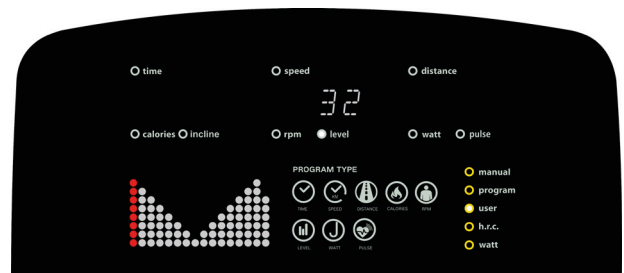 time speed distance
32
calories incline rpm level watt pulse
PROGRAM TYPE
manual
program
user
h.r.c.
watt
KM
TIME SPEED DISTANCE CALORIES RPM
LEVEL WATT PULSE